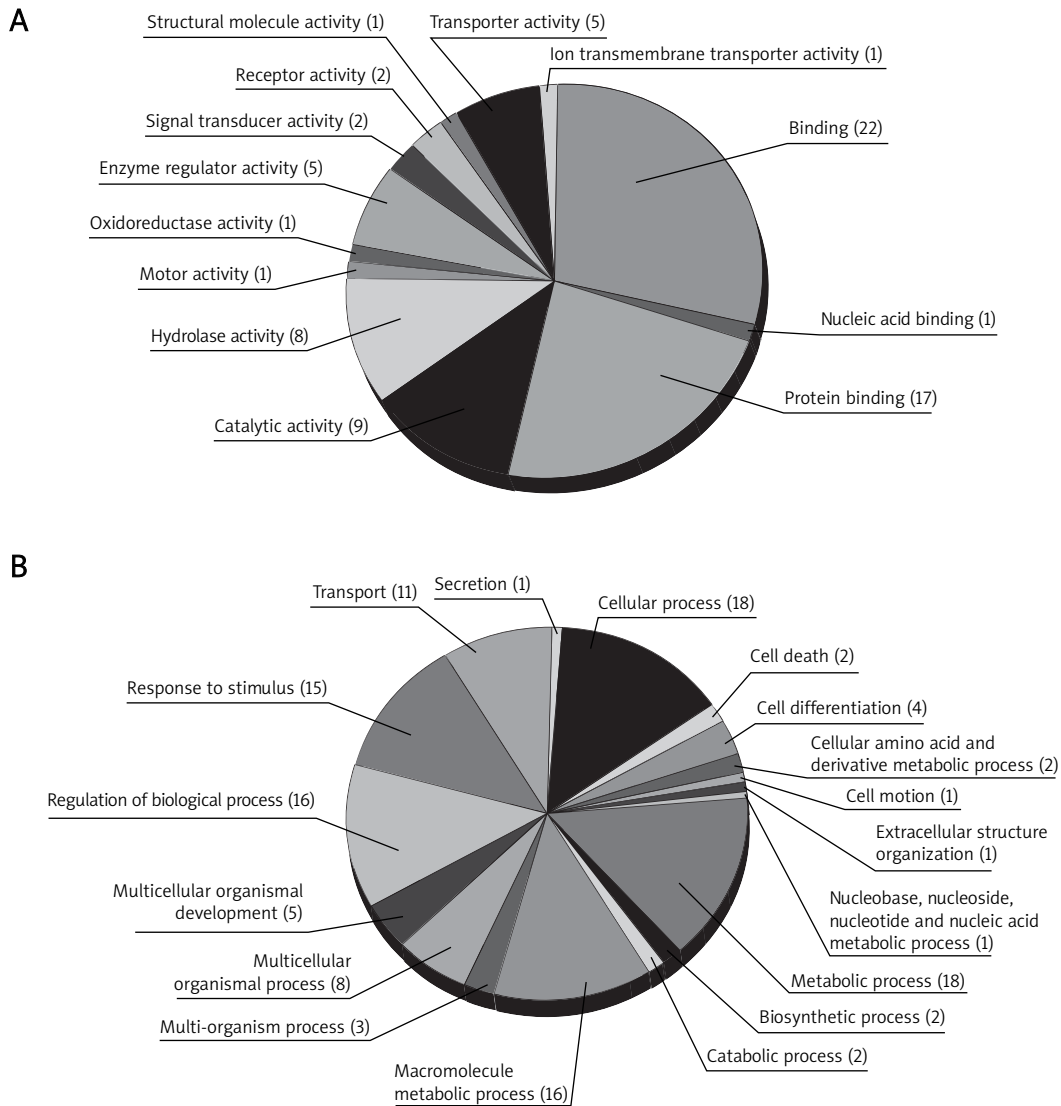 A
Structural molecule activity (1)
Transporter activity (5)
Ion transmembrane transporter activity (1)
Receptor activity (2)
Signal transducer activity (2)
Binding (22)
Enzyme regulator activity (5)
Oxidoreductase activity (1)
Motor activity (1)
Nucleic acid binding (1)
Hydrolase activity (8)
Protein binding (17)
Catalytic activity (9)
B
Secretion (1)
Transport (11)
Cellular process (18)
Cell death (2)
Response to stimulus (15)
Cell differentiation (4)
Cellular amino acid and
derivative metabolic process (2)
Regulation of biological process (16)
Cell motion (1)
Extracellular structure
organization (1)
Multicellular organismal
development (5)
Nucleobase, nucleoside,
nucleotide and nucleic acid
metabolic process (1)
Multicellular
organismal process (8)
Metabolic process (18)
Multi-organism process (3)
Biosynthetic process (2)
Catabolic process (2)
Macromolecule
metabolic process (16)